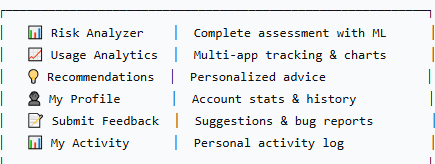 📊 Risk Analyzer │ Complete assessment with ML
📈 Usage Analytics │ Multi-app tracking & charts
💡 Recommendations │ Personalized advice
👤 My Profile │ Account stats & history
📝 Submit Feedback │ Suggestions & bug reports
📊 My Activity │ Personal activity log